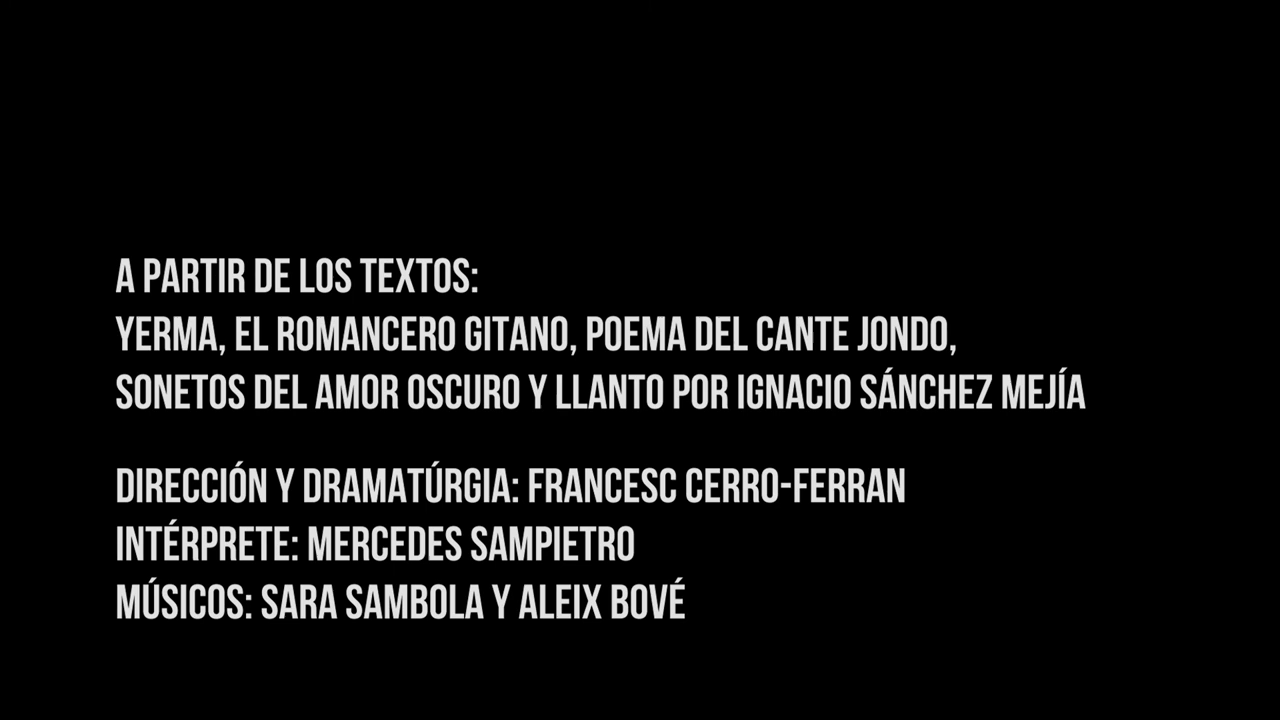 A PARTIR DE LOS TEXTOS:
YERMA, EL ROMANCERO GITANO, POEMA DEL CANTE JONDO,
SONETOS DEL AMOR OSCURO Y LLANTO POR IGNACIO SÁNCHEZ MEJÍA
DIRECCIÓN Y DRAMATÚRGIA: FRANCESC CERRO-FERRAN
INTÉRPRETE: MERCEDES SAMPIETRO
MÚSICOS: SARA SAMBOLA Y ALEIX BOVÉ